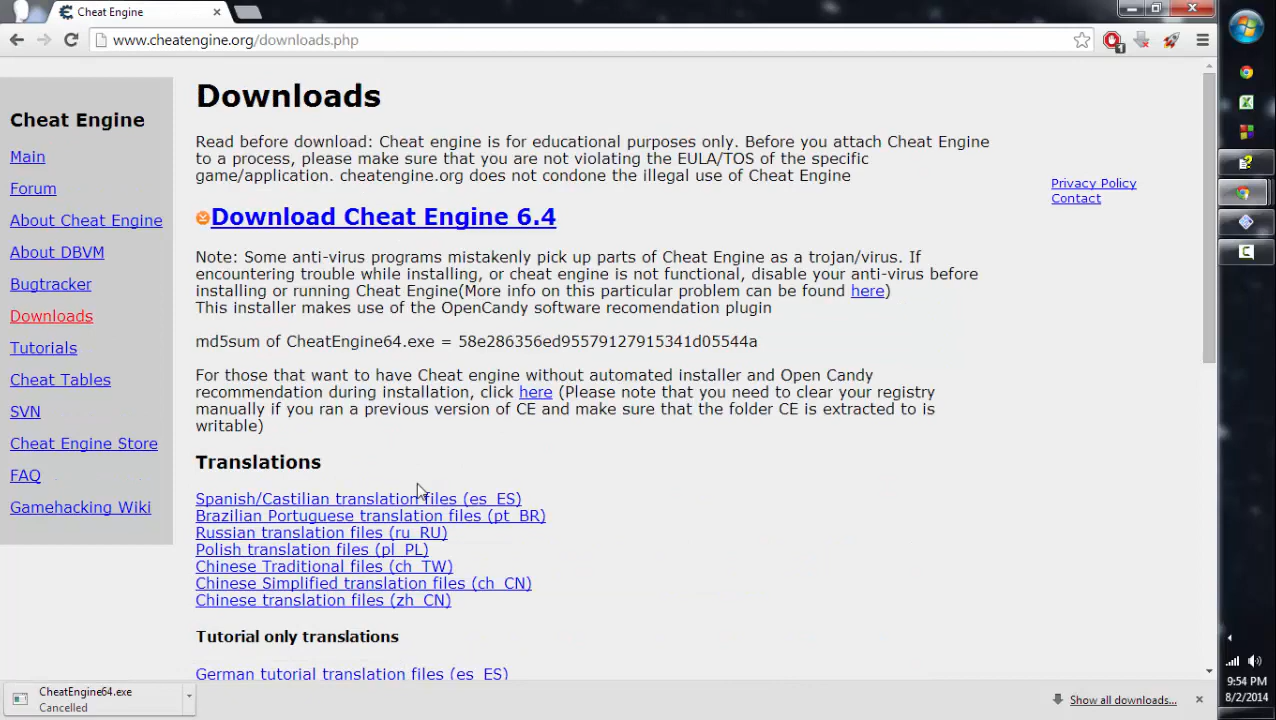 Cheat Engine
www.cheatengine.org/downloads.php
1
Cheat Engine
Main
Forum
About Cheat Engine
About DBVM
Bugtracker
Downloads
Tutorials
Cheat Tables
SVN
Cheat Engine Store
FAQ
Gamehacking Wiki
Downloads
Read before download: Cheat engine is for educational purposes only. Before you attach Cheat Engine
to a process, please make sure that you are not violating the EULA/TOS of the specific
game/application. cheatengine.org does not condone the illegal use of Cheat Engine
Download Cheat Engine 6.4
Note: Some anti-virus programs mistakenly pick up parts of Cheat Engine as a trojan/virus. If
encountering trouble while installing, or cheat engine is not functional, disable your anti-virus before
installing or running Cheat Engine(More info on this particular problem can be found here)
This installer makes use of the OpenCandy software recomendation plugin
md5sum of CheatEngine64.exe = 58e286356ed95579127915341d05544a
For those that want to have Cheat engine without automated installer and Open Candy
recommendation during installation, click here (Please note that you need to clear your registry
manually if you ran a previous version of CE and make sure that the folder CE is extracted to is
writable)
Translations
Spanish/Castilian translation files (es_ES)
Brazilian Portuguese translation files (pt_BR)
Russian translation files (ru_RU)
Polish translation files (pl_PL)
Chinese Traditional files (ch_TW)
Chinese Simplified translation files (ch_CN)
Chinese translation files (zh_CN)
Tutorial only translations
German tutorial translation files (es_ES)
Privacy Policy
Contact
CheatEngine64.exe
Cancelled
Show all downloads...
9:54 PM
8/2/2014